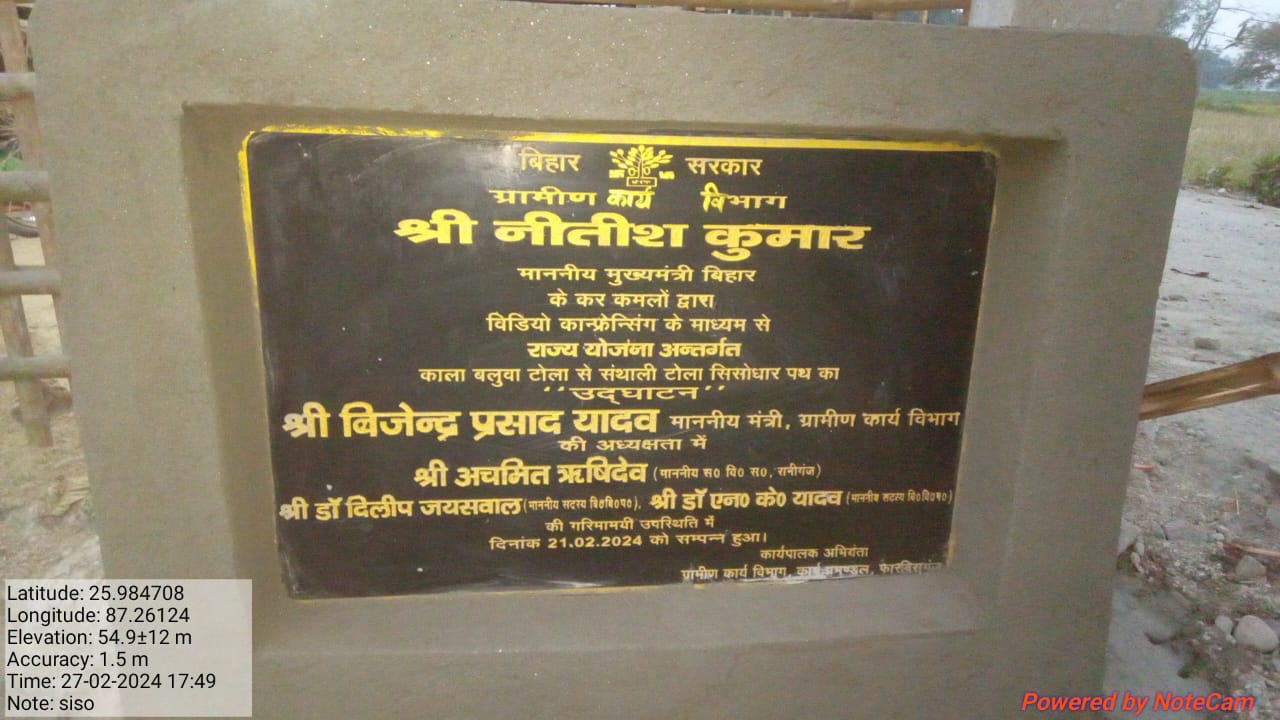 बिहार सरकार
ग्रामीण कार्य विभाग
श्री नीतीश कुमार
माननीय मुख्यमंत्री बिहार
के कर कमलों द्वारा
विडियो कान्फ्रेन्सिंग के माध्यम से
राज्य योजना अन्तर्गत
काला बलुवा टोला से संथाली टोला सिसोधार पथ का
"उद्घाटन"
श्री विजेन्द्र प्रसाद यादव माननीय मंत्री, ग्रामीण कार्य विभाग
की अध्यक्षता में
श्री अचमित ऋषिदेव (माननीय स० वि० स०, रानीगंज)
श्री डॉ दिलीप जयसवाल (माननीय सदस्य बि०वि०प०), श्री डॉ एन० के० यादव (माननीय सदस्य बि०वि०प०)
की गरिमामयी उपस्थिति में
दिनांक 21.02.2024 को सम्पन्न हुआ।
कार्यपालक अभियंता
ग्रामीण कार्य विभाग, कार्य प्रमण्डल, फारबिसगंज
Latitude: 25.984708
Longitude: 87.26124
Elevation: 54.9±12 m
Accuracy: 1.5 m
Time: 27-02-2024 17:49
Note: siso
Powered by NoteCam